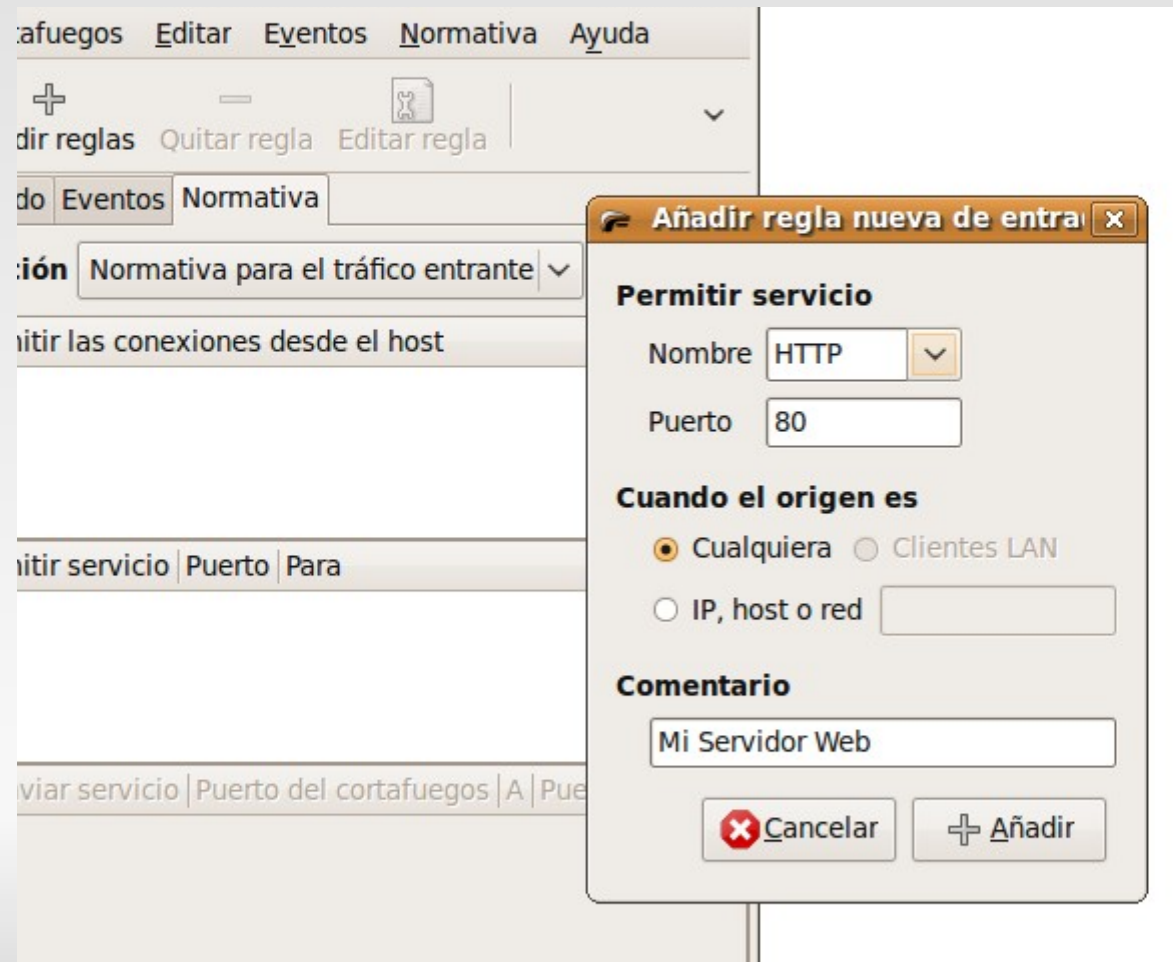 afuegos Editar Eventos Normativa Ayuda
dir reglas Quitar regla Editar regla
do Eventos Normativa
ión Normativa para el tráfico entrante
itir las conexiones desde el host
itir servicio Puerto Para
viar servicio Puerto del cortafuegos A Pue
Añadir regla nueva de entra
Permitir servicio
Nombre HTTP
Puerto 80
Cuando el origen es
Cualquiera Clientes LAN
IP, host o red
Comentario
Mi Servidor Web
Cancelar Añadir